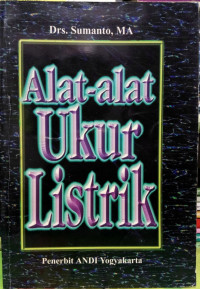 Drs. Sumanto, MA
Alat-alat
Ukur
Listrik
Penerbit ANDI Yogyakarta